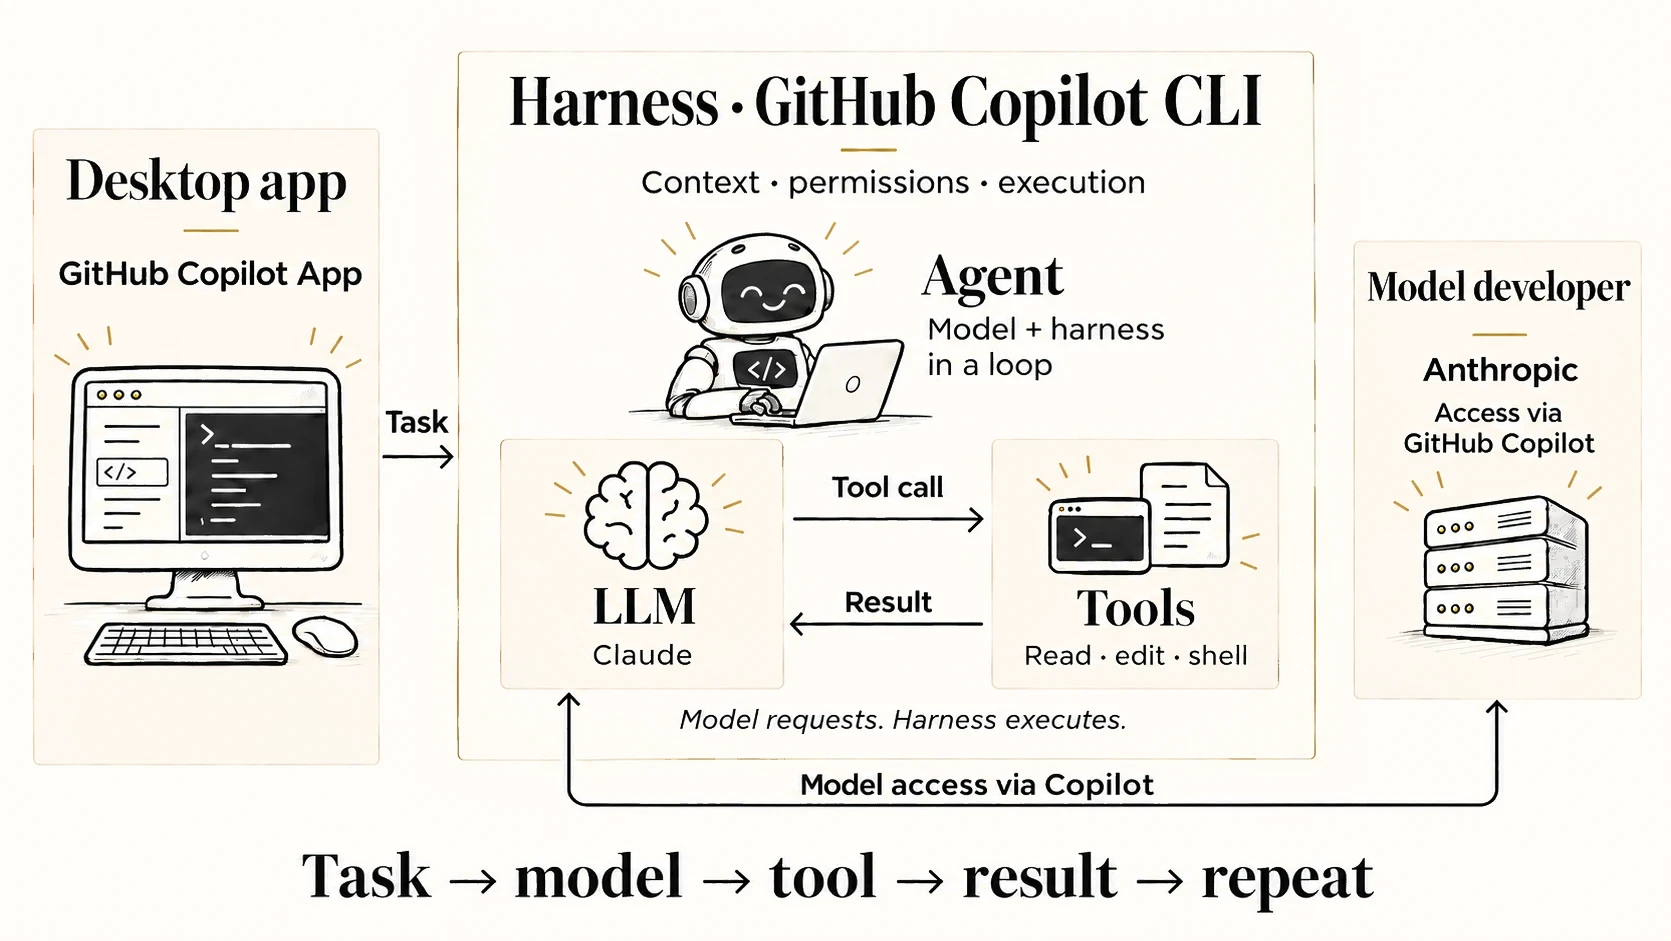 Harness · GitHub Copilot CLI
Context · permissions · execution
Desktop app
GitHub Copilot App
</>
Task
Agent
Model + harness
in a loop
</>
LLM
Claude
Tool call
Result
>_
Tools
Read · edit · shell
Model requests. Harness executes.
Model developer
Anthropic
Access via
GitHub Copilot
Model access via Copilot
Task → model → tool → result → repeat